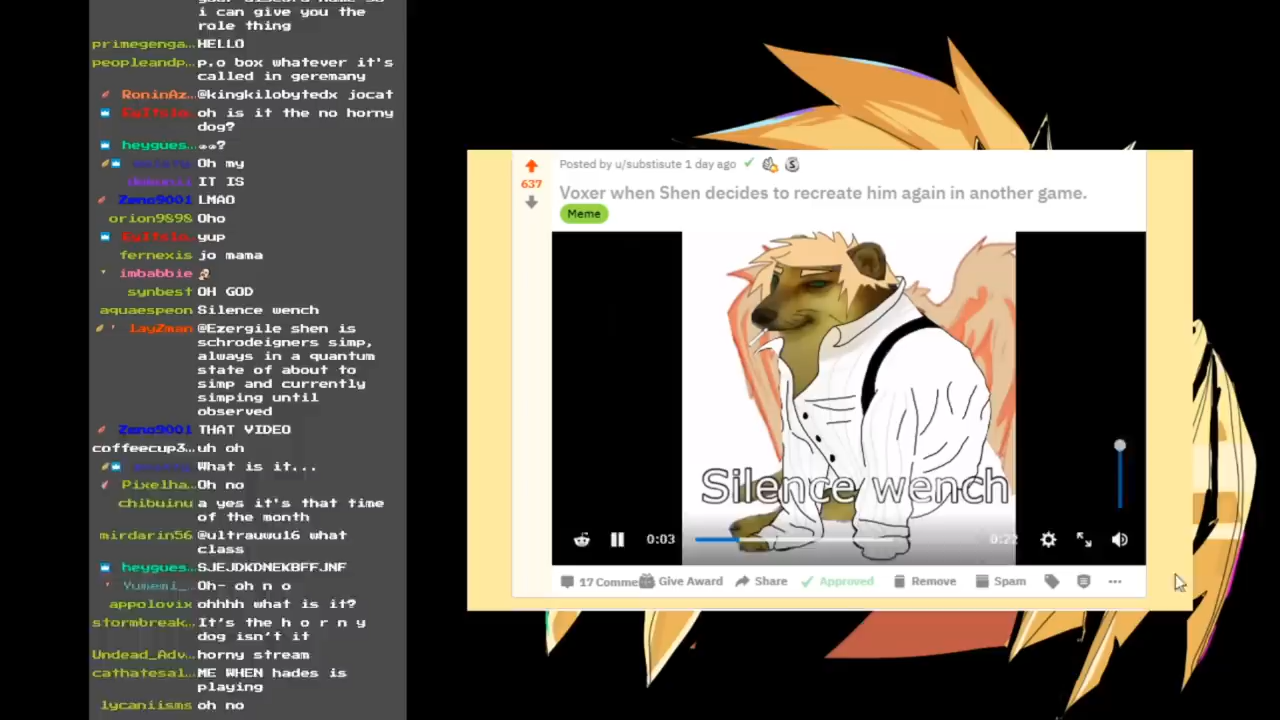 i can give you the
role thing
primegenga… HELLO
peopleandp… p.o box whatever it's
called in geremany
RoninAz… @kingkilobytedx jocat
oh is it the no horny
dog?
heygues… ?
Oh my
IT IS
Zeno9001 LMAO
orion9898 Oho
yup
fernexis jo mama
imbabbie
synbest OH GOD
aquaespeon Silence wench
LayZman @Ezergile shen is
schrodeigners simp,
always in a quantum
state of about to
simp and currently
simping until
observed
Zeno9001 THAT VIDEO
coffeecup3… uh oh
What is it...
Pixelha… Oh no
chibuinu a yes it's that time
of the month
mirdarin56 @ultrauwu16 what
class
heygues… SJEJDKDNEKBFFJNF
Yumemi_… Oh- oh n o
appolovix ohhhh what is it?
stormbreak… It's the h o r n y
dog isn't it
Undead_Adv… horny stream
cathatesal… ME WHEN hades is
playing
lycaniisms oh no
Posted by u/substisute 1 day ago
637
Voxer when Shen decides to recreate him again in another game.
Meme
Silence wench
0:03
0:22
17 Comme Give Award Share Approved Remove Spam